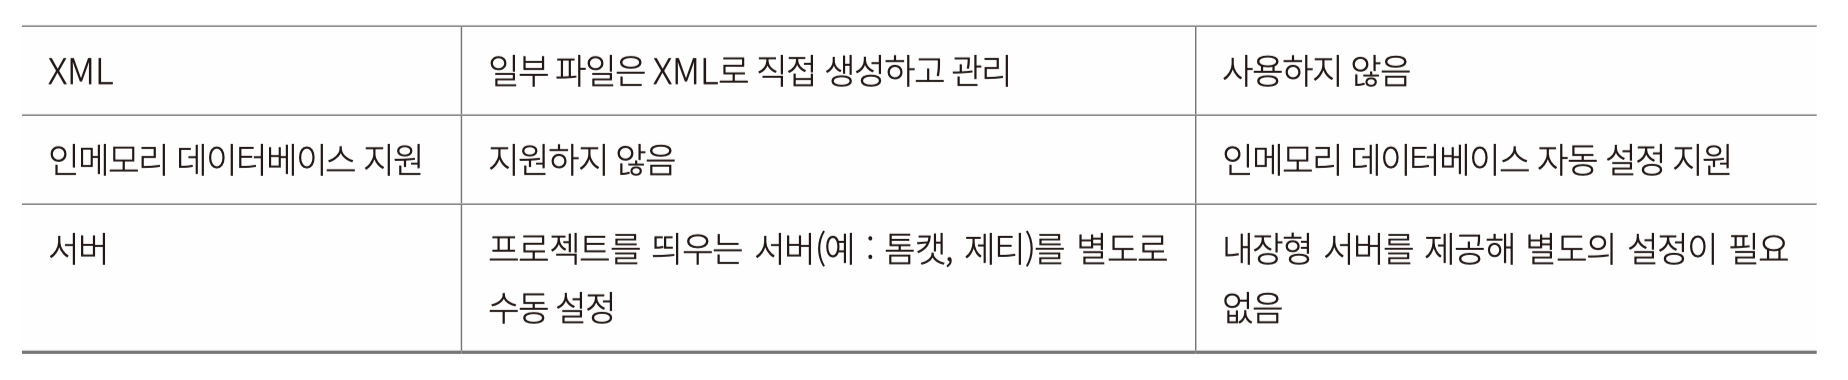 XML 일부 파일은 XML로 직접 생성하고 관리 사용하지 않음
인메모리 데이터베이스 지원 지원하지 않음 인메모리 데이터베이스 자동 설정 지원
서버 프로젝트를 띄우는 서버(예 : 톰캣, 제티)를 별도로 내장형 서버를 제공해 별도의 설정이 필요
수동 설정 없음